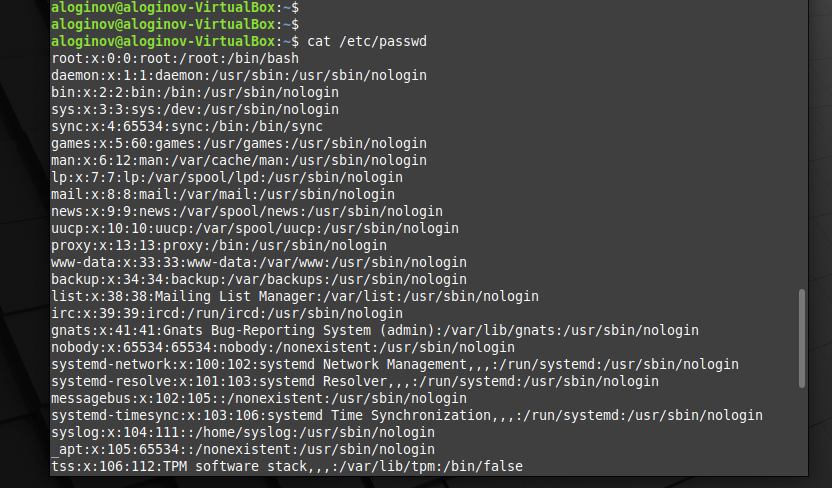 aloginov@aloginov-VirtualBox:~$
aloginov@aloginov-VirtualBox:~$
aloginov@aloginov-VirtualBox:~$ cat /etc/passwd
root:x:0:0:root:/root:/bin/bash
daemon:x:1:1:daemon:/usr/sbin:/usr/sbin/nologin
bin:x:2:2:bin:/bin:/usr/sbin/nologin
sys:x:3:3:sys:/dev:/usr/sbin/nologin
sync:x:4:65534:sync:/bin:/bin/sync
games:x:5:60:games:/usr/games:/usr/sbin/nologin
man:x:6:12:man:/var/cache/man:/usr/sbin/nologin
lp:x:7:7:lp:/var/spool/lpd:/usr/sbin/nologin
mail:x:8:8:mail:/var/mail:/usr/sbin/nologin
news:x:9:9:news:/var/spool/news:/usr/sbin/nologin
uucp:x:10:10:uucp:/var/spool/uucp:/usr/sbin/nologin
proxy:x:13:13:proxy:/bin:/usr/sbin/nologin
www-data:x:33:33:www-data:/var/www:/usr/sbin/nologin
backup:x:34:34:backup:/var/backups:/usr/sbin/nologin
list:x:38:38:Mailing List Manager:/var/list:/usr/sbin/nologin
irc:x:39:39:ircd:/run/ircd:/usr/sbin/nologin
gnats:x:41:41:Gnats Bug-Reporting System (admin):/var/lib/gnats:/usr/sbin/nologin
nobody:x:65534:65534:nobody:/nonexistent:/usr/sbin/nologin
systemd-network:x:100:102:systemd Network Management,,,:/run/systemd:/usr/sbin/nologin
systemd-resolve:x:101:103:systemd Resolver,,,:/run/systemd:/usr/sbin/nologin
messagebus:x:102:105::/nonexistent:/usr/sbin/nologin
systemd-timesync:x:103:106:systemd Time Synchronization,,,:/run/systemd:/usr/sbin/nologin
syslog:x:104:111::/home/syslog:/usr/sbin/nologin
_apt:x:105:65534::/nonexistent:/usr/sbin/nologin
tss:x:106:112:TPM software stack,,,:/var/lib/tpm:/bin/false